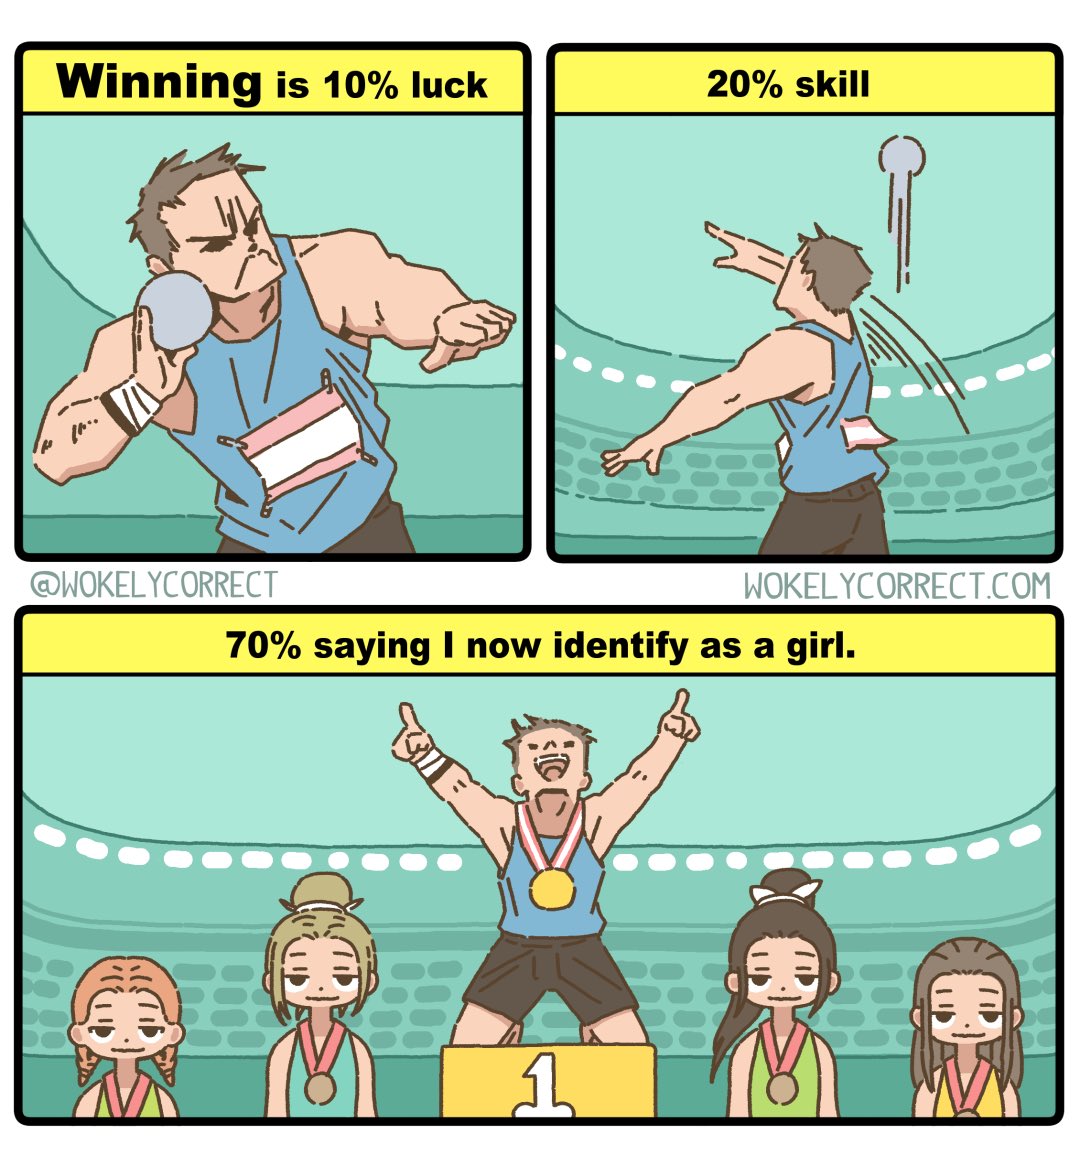 Winning is 10% luck
20% skill
@WOKELYCORRECT
WOKELYCORRECT.COM
70% saying I now identify as a girl.
1